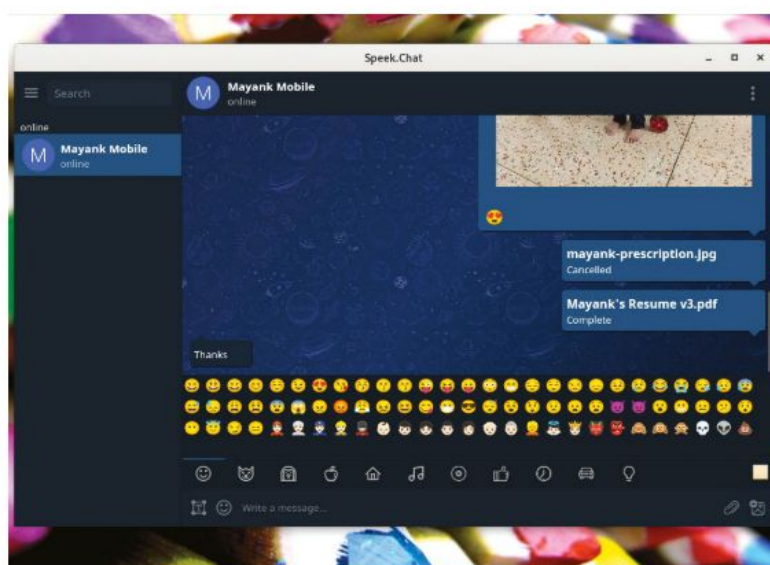 Speek.Chat
Search
M
Mayank Mobile
online
online
M
Mayank Mobile
online
mayank-prescription.jpg
Cancelled
Mayank's Resume v3.pdf
Complete
Thanks
Write a message...